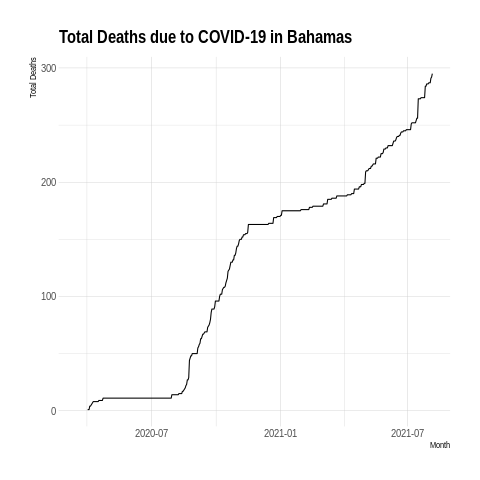 Total Deaths due to COVID-19 in Bahamas
Total Deaths
300
200
100
0
2020-07 2021-01 2021-07
Month